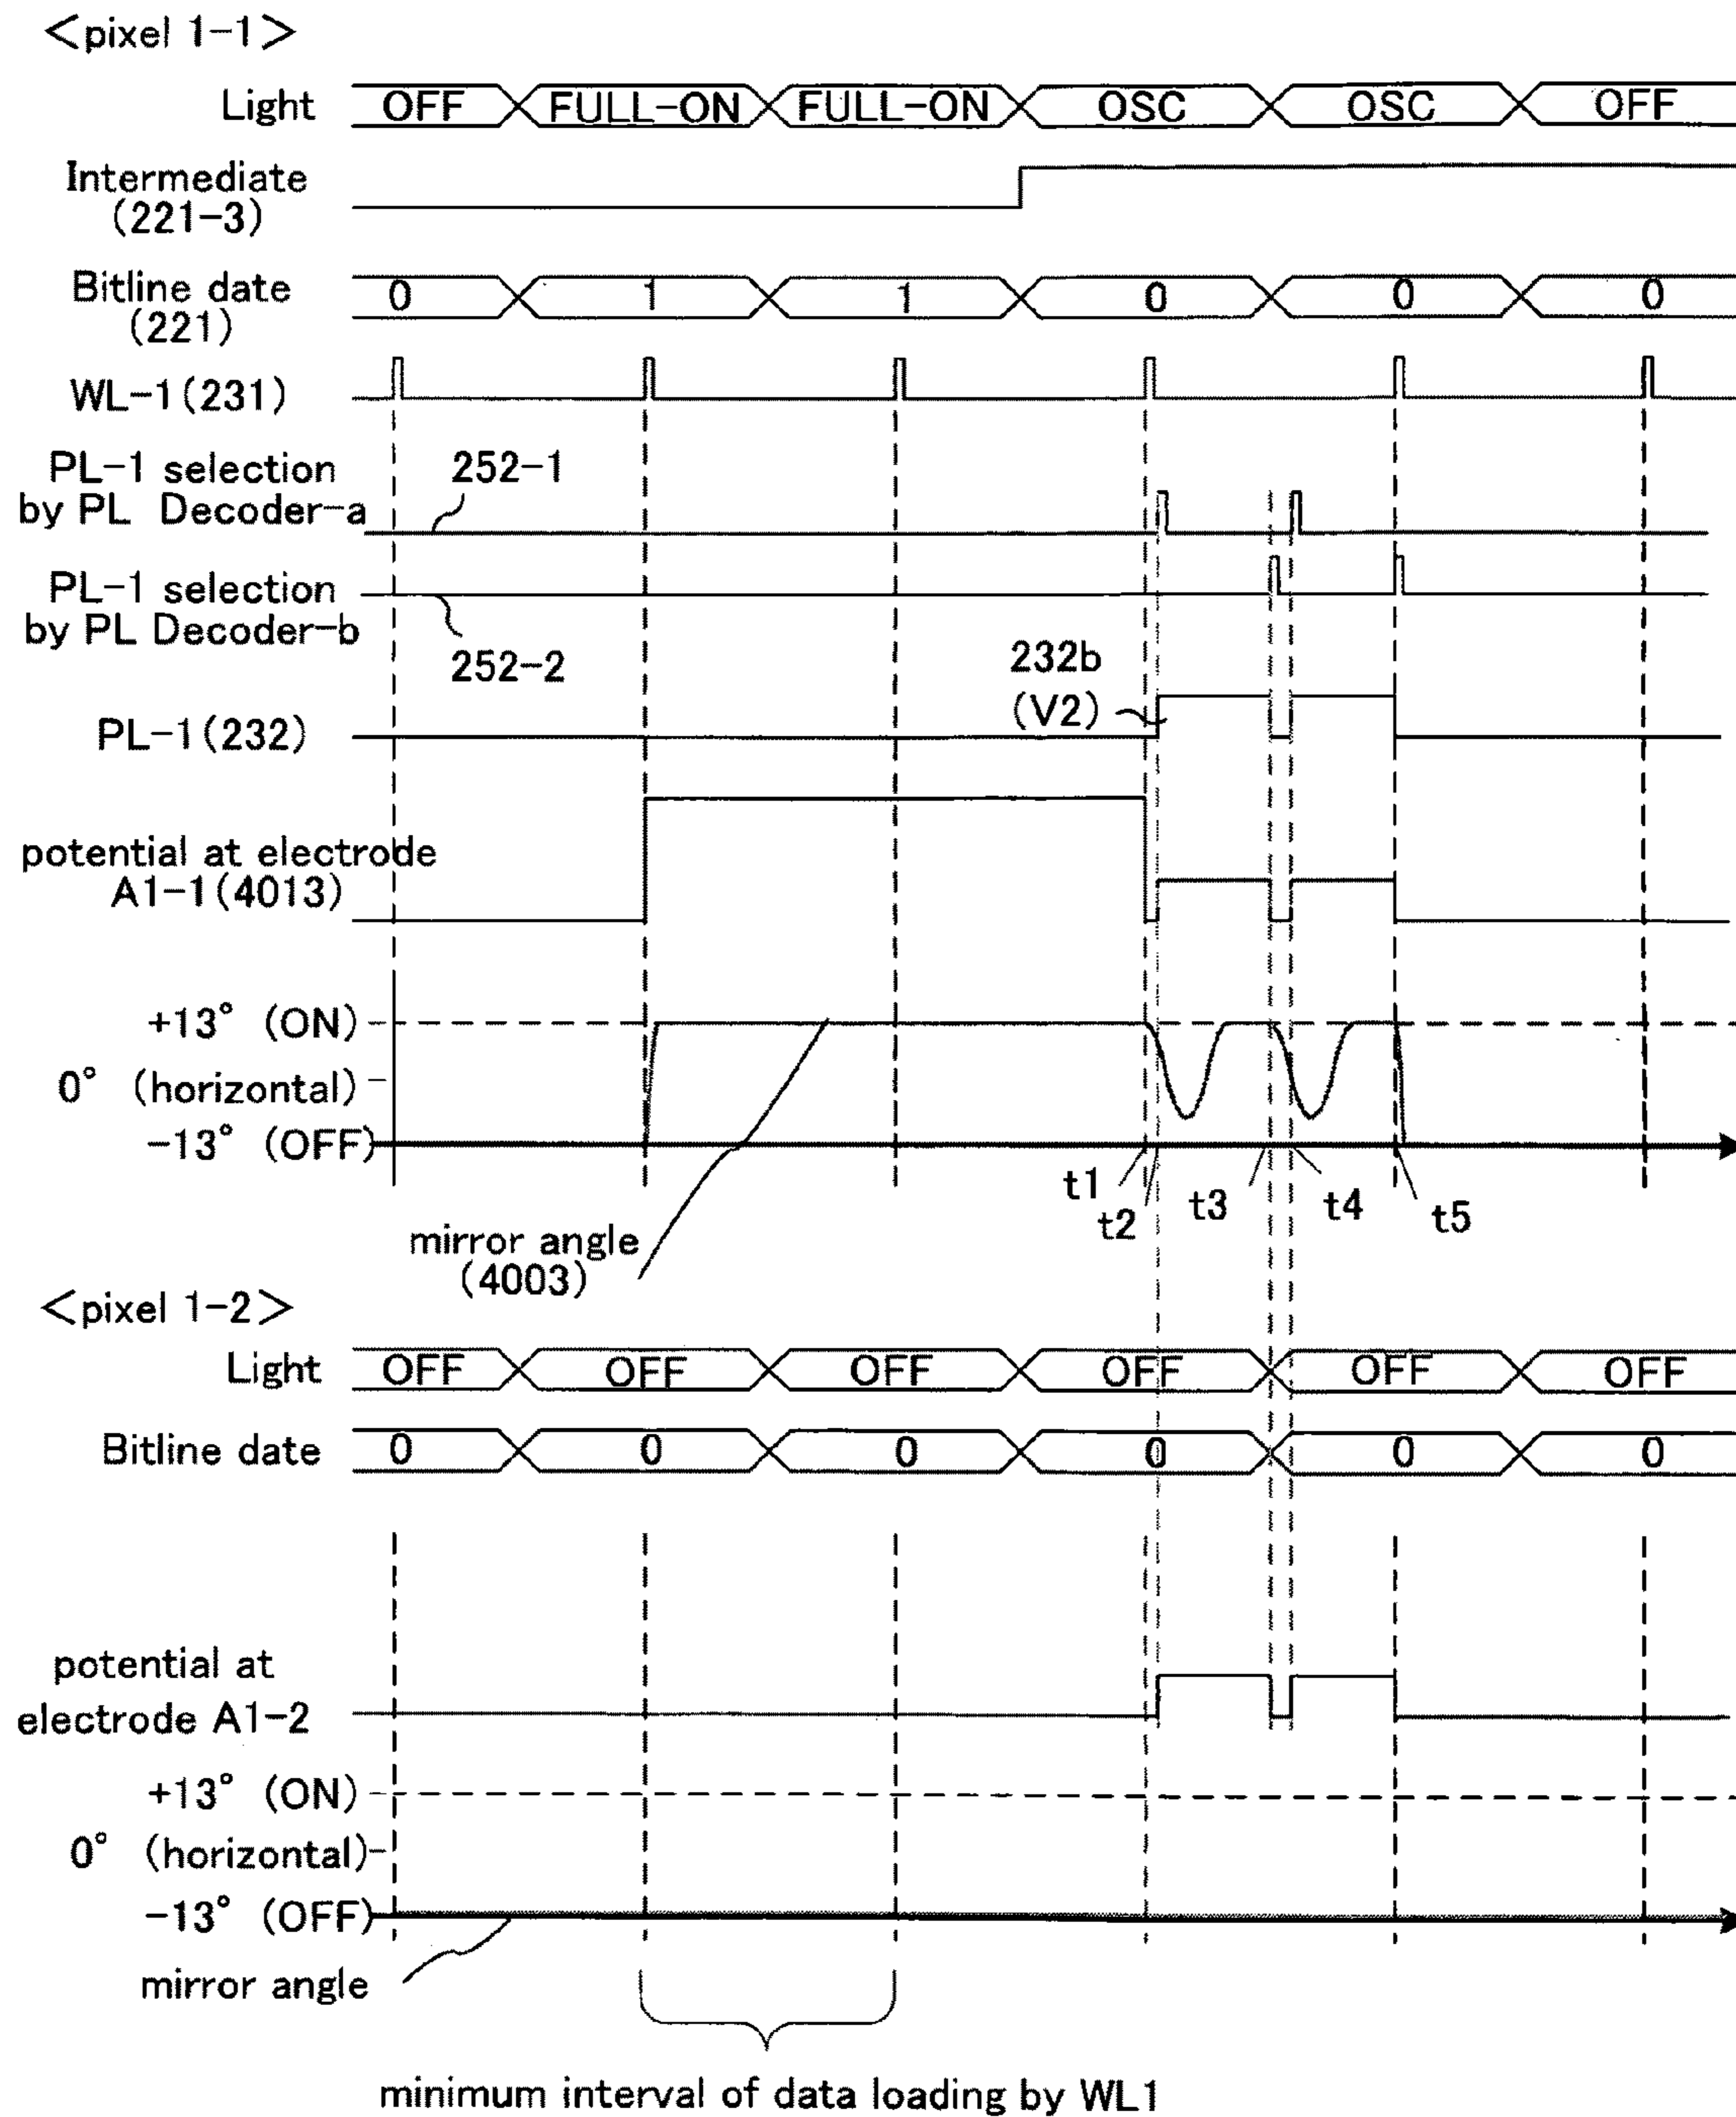 <pixel 1-1>
Light OFF FULL-ON FULL-ON OSC OSC OFF
Intermediate
(221-3)
Bitline date
(221)
0 1 1 0 0 0
WL-1(231)
PL-1 selection
by PL Decoder-a
252-1
PL-1 selection
by PL Decoder-b
252-2
232b
(V2)
PL-1(232)
potential at electrode
A1-1(4013)
+13° (ON)
0° (horizontal)
-13° (OFF)
t1
t2
t3
t4
t5
mirror angle
(4003)
<pixel 1-2>
Light OFF OFF OFF OFF OFF OFF
Bitline date 0 0 0 0 0 0
potential at
electrode A1-2
+13° (ON)
0° (horizontal)
-13° (OFF)
mirror angle
minimum interval of data loading by WL1